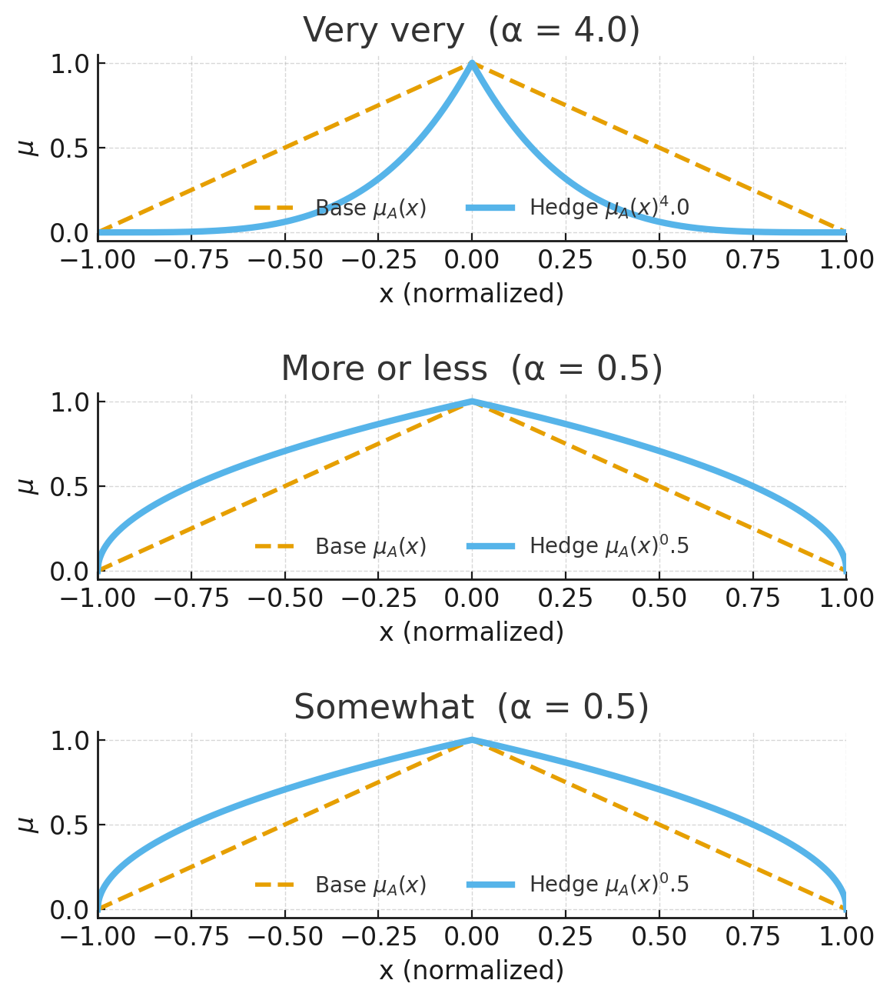 Very very (α = 4.0)
1.0
0.5
0.0
μ
Base μ_A(x)
Hedge μ_A(x)^4.0
−1.00 −0.75 −0.50 −0.25 0.00 0.25 0.50 0.75 1.00
x (normalized)
More or less (α = 0.5)
1.0
0.5
0.0
μ
Base μ_A(x)
Hedge μ_A(x)^0.5
−1.00 −0.75 −0.50 −0.25 0.00 0.25 0.50 0.75 1.00
x (normalized)
Somewhat (α = 0.5)
1.0
0.5
0.0
μ
Base μ_A(x)
Hedge μ_A(x)^0.5
−1.00 −0.75 −0.50 −0.25 0.00 0.25 0.50 0.75 1.00
x (normalized)